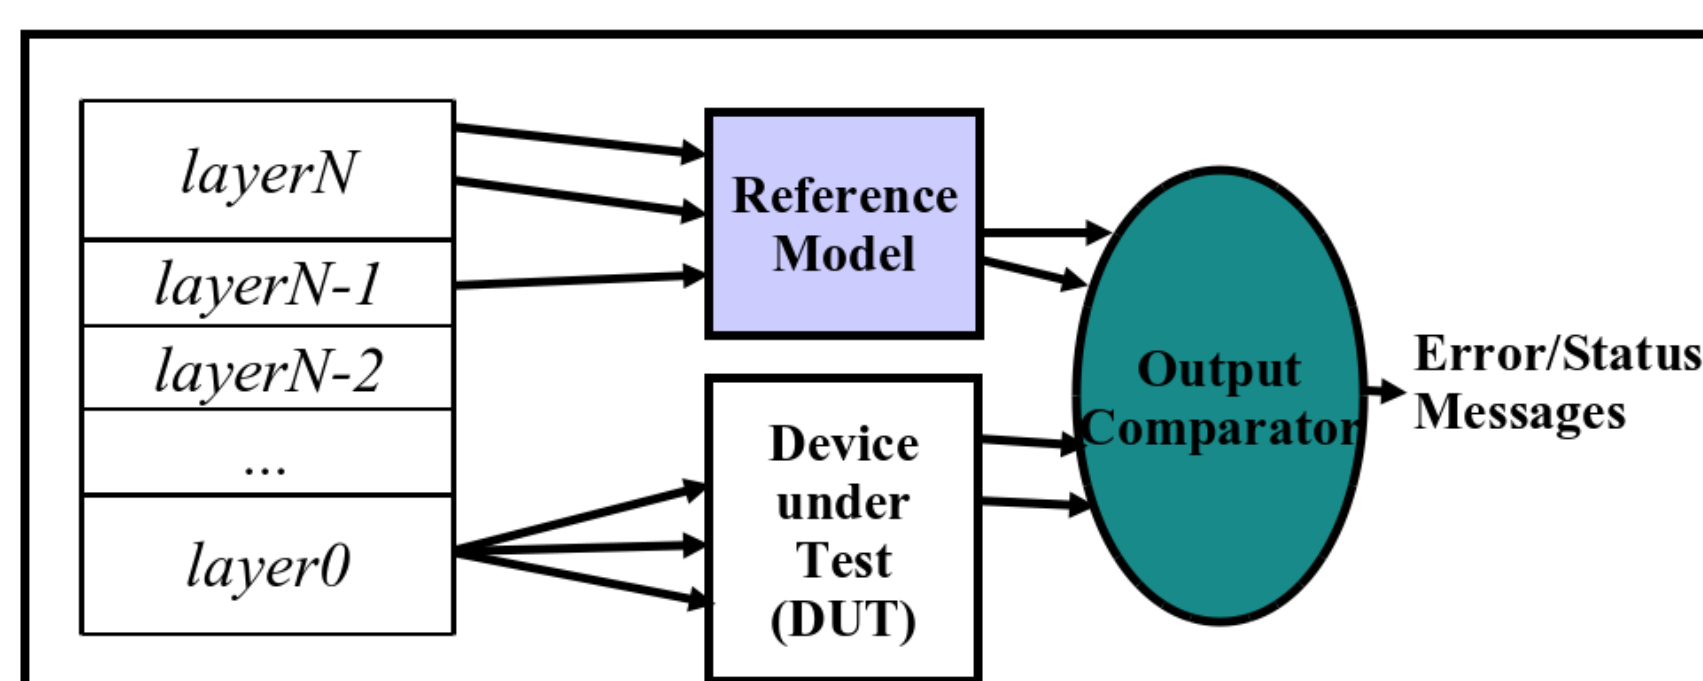 layerN
layerN-1
layerN-2
...
layer0
Reference
Model
Device
under
Test
(DUT)
Output
Comparator
Error/Status
Messages